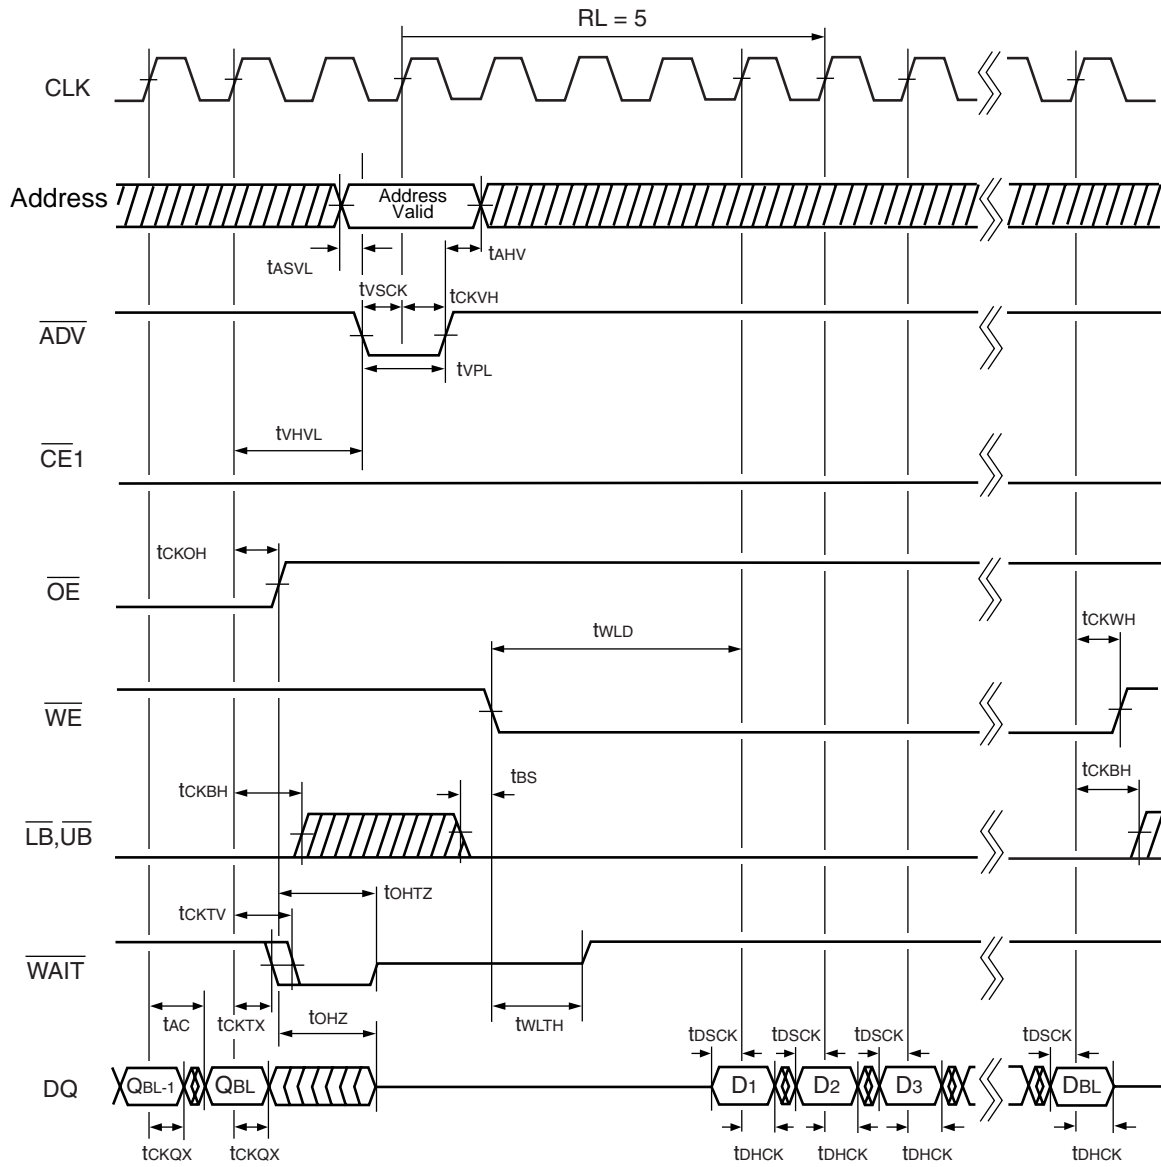 RL = 5
CLK
Address
Address
Valid
tASVL
tAHV
tVSCK
tCKVH
ADV
tVPL
tVHVL
CE1
tCKOH
OE
tWLD
tCKWH
WE
tCKBH
tBS
tCKBH
LB,UB
tOHTZ
tCKTV
WAIT
tAC
tCKTX
tOHZ
tWLTH
tDSCK
tDSCK
tDSCK
tDSCK
DQ
QBL-1
QBL
D1
D2
D3
DBL
tCKQX
tCKQX
tDHCK
tDHCK
tDHCK
tDHCK